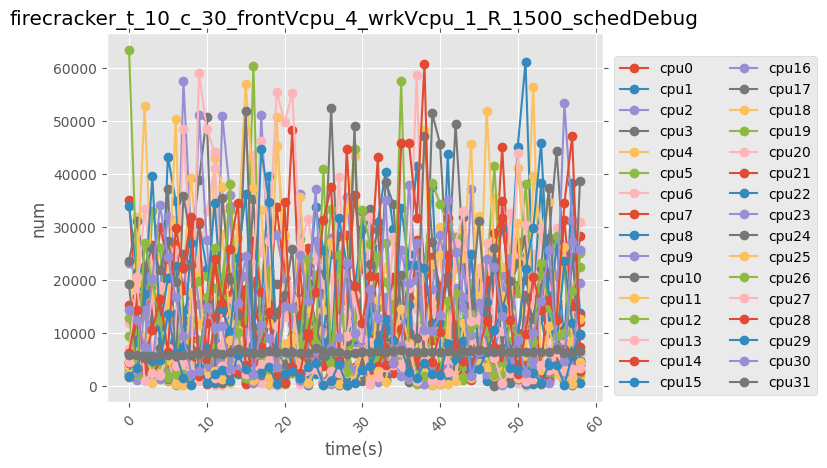 firecracker_t_10_c_30_frontVcpu_4_wrkVcpu_1_R_1500_schedDebug
60000
50000
40000
30000
20000
10000
0
num
0
10
20
30
40
50
60
time(s)
cpu0
cpu1
cpu2
cpu3
cpu4
cpu5
cpu6
cpu7
cpu8
cpu9
cpu10
cpu11
cpu12
cpu13
cpu14
cpu15
cpu16
cpu17
cpu18
cpu19
cpu20
cpu21
cpu22
cpu23
cpu24
cpu25
cpu26
cpu27
cpu28
cpu29
cpu30
cpu31